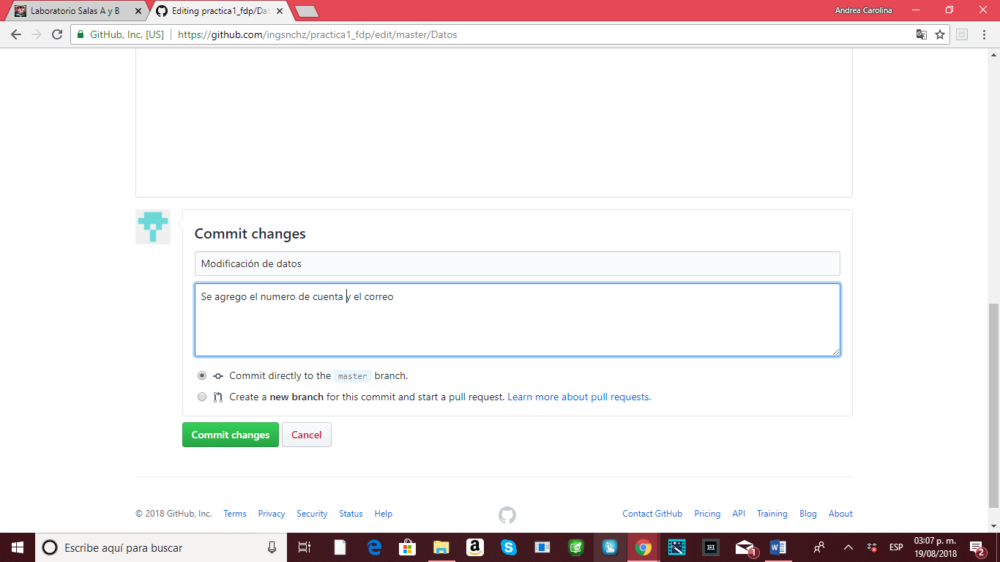 Laboratorio Salas A y B
Editing practica1_fdp/Dat
Andrea Carolina
GitHub, Inc. [US]
https://github.com/ingsnchz/practica1_fdp/edit/master/Datos
Commit changes
Modificación de datos
Se agrego el numero de cuenta y el correo
Commit directly to the master branch.
Create a new branch for this commit and start a pull request. Learn more about pull requests.
Commit changes
Cancel
© 2018 GitHub, Inc.
Terms
Privacy
Security
Status
Help
Contact GitHub
Pricing
API
Training
Blog
About
Escribe aquí para buscar
1
ESP
03:07 p. m.
19/08/2018
2